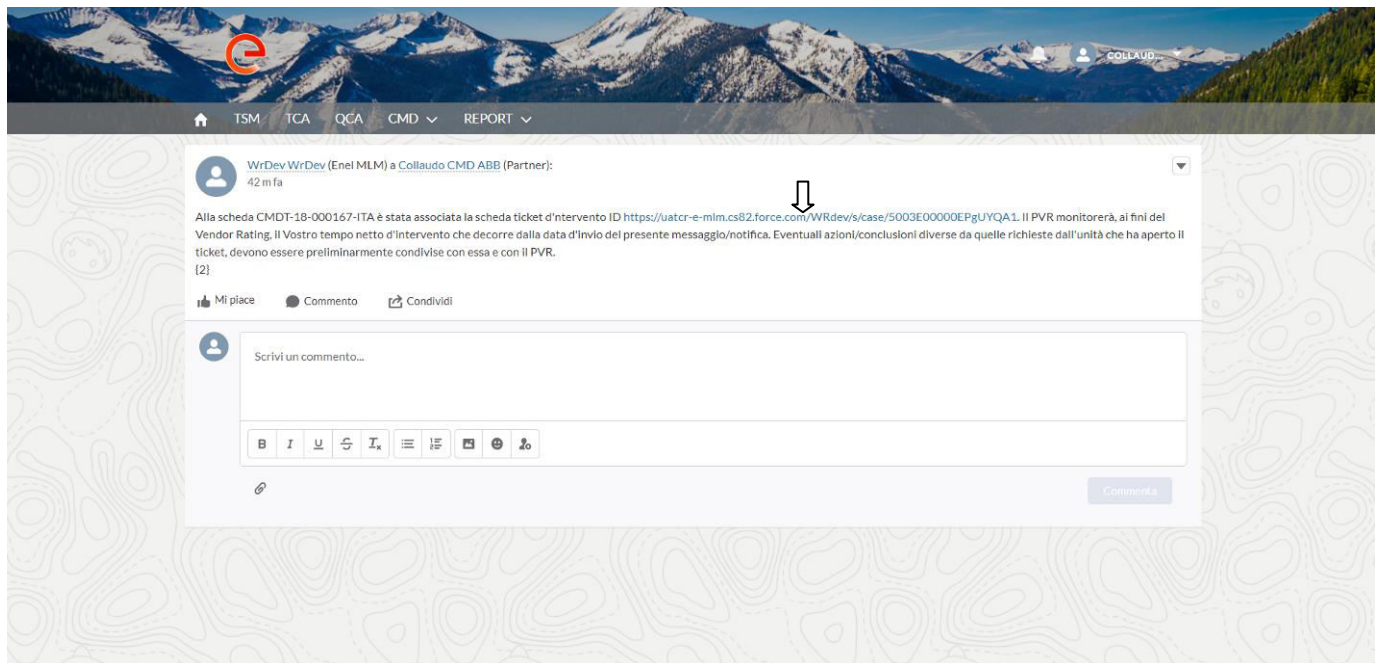 COLLAUD...
TSM TCA QCA CMD REPORT
WrDev WrDev (Enel MLM) a Collaudo CMD ABB (Partner):
42 m fa
Alla scheda CMDT-18-000167-ITA è stata associata la scheda ticket d'ntervento ID https://uatcr-e-mlm.cs82.force.com/WRdev/s/case/5003E00000EPgUYQA1. Il PVR monitorerà, ai fini del
Vendor Rating, il Vostro tempo netto d'intervento che decorre dalla data d'invio del presente messaggio/notifica. Eventuali azioni/conclusioni diverse da quelle richieste dall'unità che ha aperto il
ticket, devono essere preliminarmente condivise con essa e con il PVR.
{2}
Mi piace Commento Condividi
Scrivi un commento...
B I U S Tx
Commenta